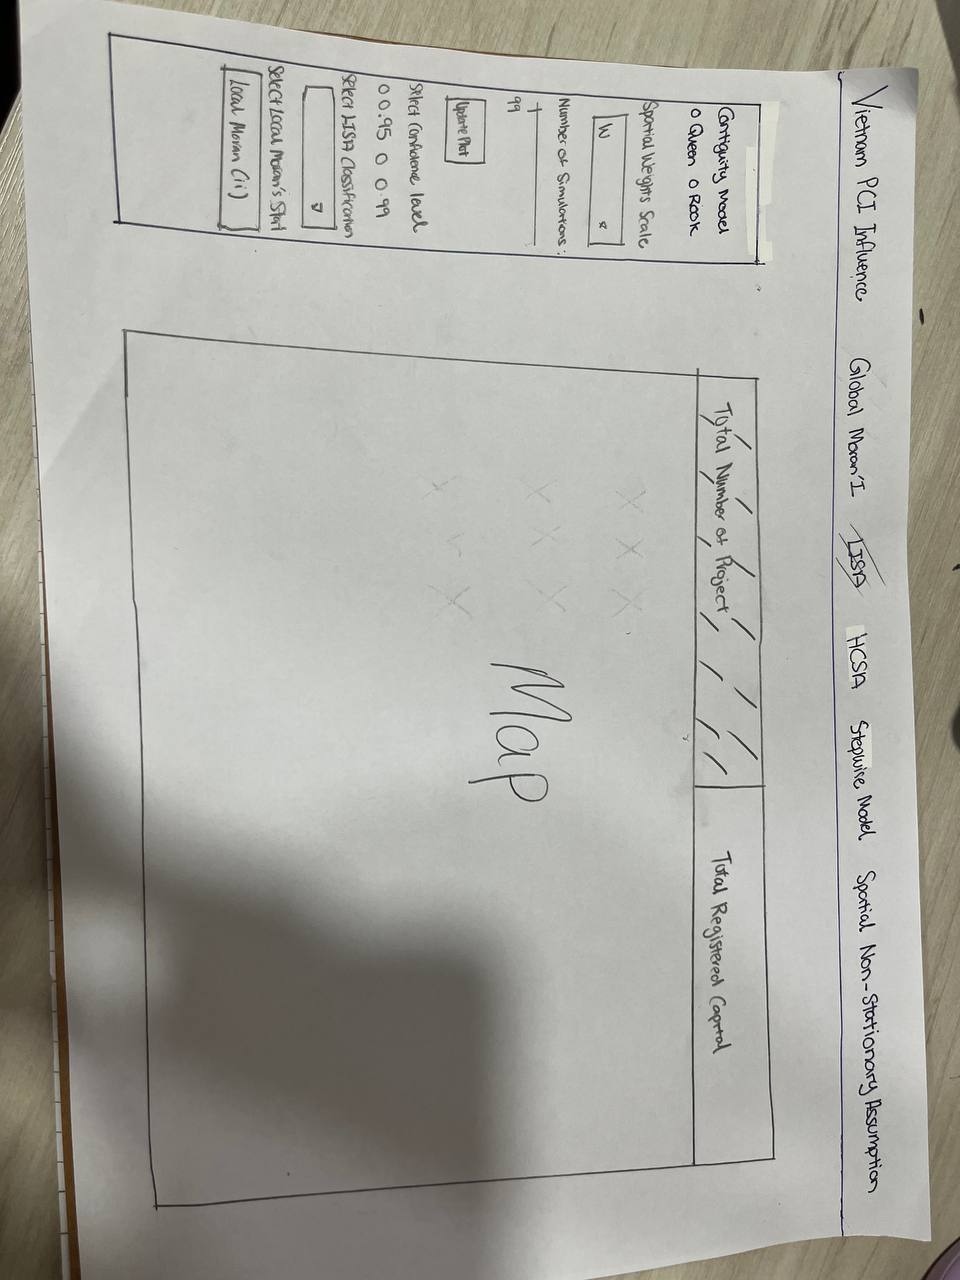 Vietnam PCI Influence Global Moran'I LISA HCSA Stepwise Model Spatial Non-Stationary Assumption
Contiguity Model
o Queen o Rook
Spatial Weights Scale
W
Number of Simulations:
99
Update Plot
Select Confidence level
o 0.95 o 0.99
Select LISA Classification
Select Local Moran's Stat
Local Moran (ii)
Total Number of Project
Total Registered Capital
Map